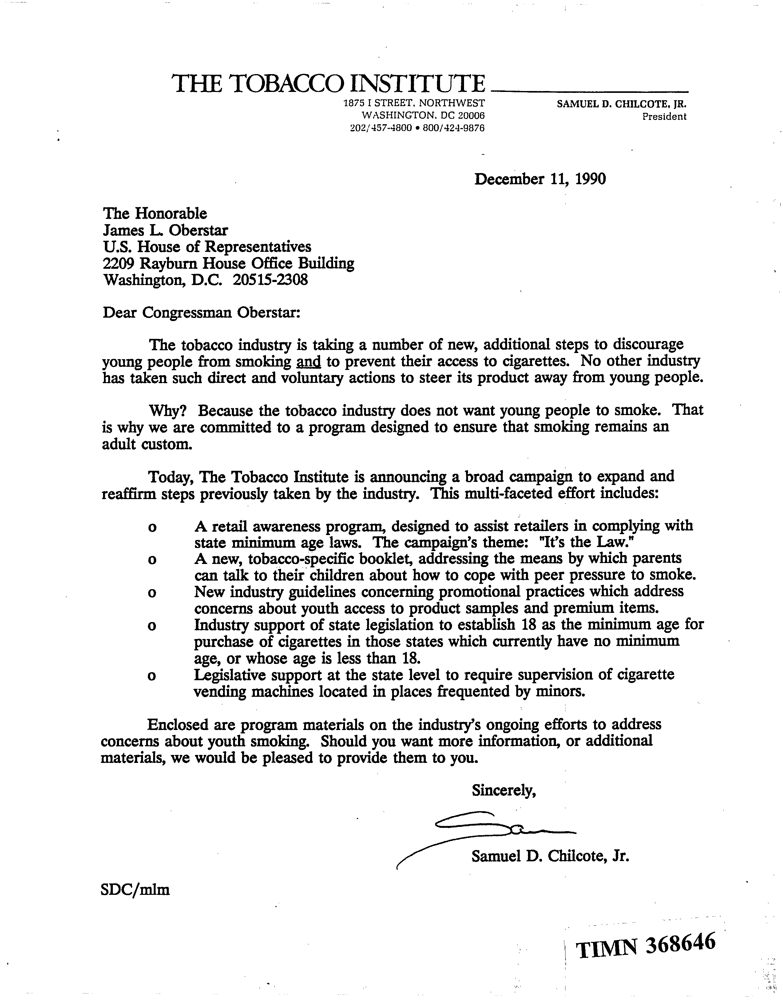 THE TOBACCO INSTITUTE
1875 I STREET, NORTHWEST
WASHINGTON, DC 20006
202/457-4800 • 800/424-9876
SAMUEL D. CHILCOTE, JR.
President
December 11, 1990
The Honorable
James L. Oberstar
U.S. House of Representatives
2209 Rayburn House Office Building
Washington, D.C. 20515-2308
Dear Congressman Oberstar:
The tobacco industry is taking a number of new, additional steps to discourage
young people from smoking and to prevent their access to cigarettes. No other industry
has taken such direct and voluntary actions to steer its product away from young people.
Why? Because the tobacco industry does not want young people to smoke. That
is why we are committed to a program designed to ensure that smoking remains an
adult custom.
Today, The Tobacco Institute is announcing a broad campaign to expand and
reaffirm steps previously taken by the industry. This multi-faceted effort includes:
o A retail awareness program, designed to assist retailers in complying with
state minimum age laws. The campaign's theme: "It's the Law."
o A new, tobacco-specific booklet, addressing the means by which parents
can talk to their children about how to cope with peer pressure to smoke.
o New industry guidelines concerning promotional practices which address
concerns about youth access to product samples and premium items.
o Industry support of state legislation to establish 18 as the minimum age for
purchase of cigarettes in those states which currently have no minimum
age, or whose age is less than 18.
o Legislative support at the state level to require supervision of cigarette
vending machines located in places frequented by minors.
Enclosed are program materials on the industry's ongoing efforts to address
concerns about youth smoking. Should you want more information, or additional
materials, we would be pleased to provide them to you.
Sincerely,
Sam
Samuel D. Chilcote, Jr.
SDC/mlm
TIMN 368646